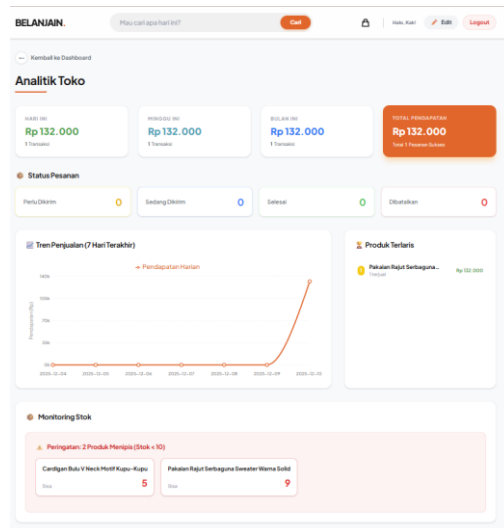 BELANJAIN.
Mau cari apa hari ini?
Cari
Halo, Kak!
Edit
Logout
Kembali ke Dashboard
Analitik Toko
HARI INI
Rp 132.000
1 Transaksi
MINGGU INI
Rp 132.000
1 Transaksi
BULAN INI
Rp 132.000
1 Transaksi
TOTAL PENDAPATAN
Rp 132.000
Total 1 Pesanan Sukses
Status Pesanan
Perlu Dikirim 0
Sedang Dikirim 0
Selesai 0
Dibatalkan 0
Tren Penjualan (7 Hari Terakhir)
Pendapatan Harian
Pendapatan (Rp)
140k
105k
70k
35k
0k
2025-12-04 2025-12-05 2025-12-06 2025-12-07 2025-12-08 2025-12-09 2025-12-10
Produk Terlaris
Pakaian Rajut Serbaguna...
1 terjual
Rp 132.000
Monitoring Stok
Peringatan: 2 Produk Menipis (Stok < 10)
Cardigan Bulu V Neck Motif Kupu-Kupu
Sisa: 5
Pakaian Rajut Serbaguna Sweater Warna Solid
Sisa: 9